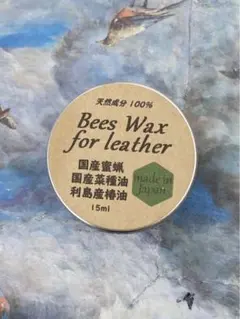 天然成分 100%
Bees Wax
for leather
国産蜜蝋
国産菜種油
利島産椿油
made in
Japan
15ml